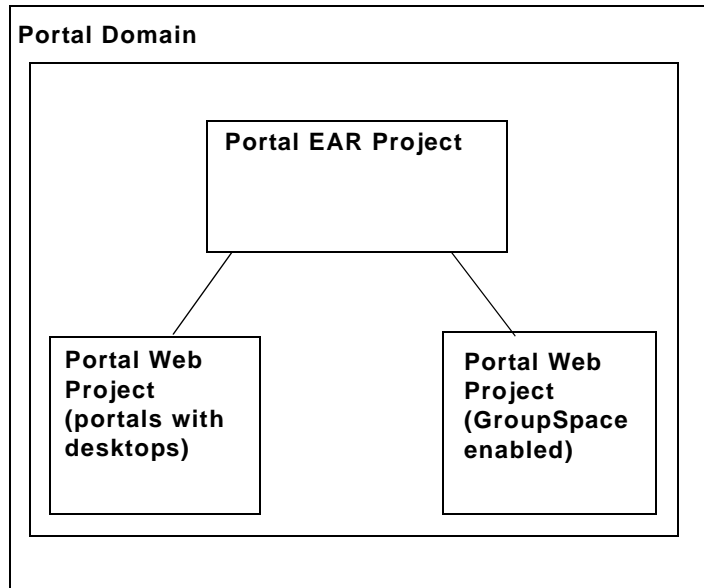 Portal Domain
Portal EAR Project
Portal Web
Project
(portals with
desktops)
Portal Web
Project
(GroupSpace
enabled)